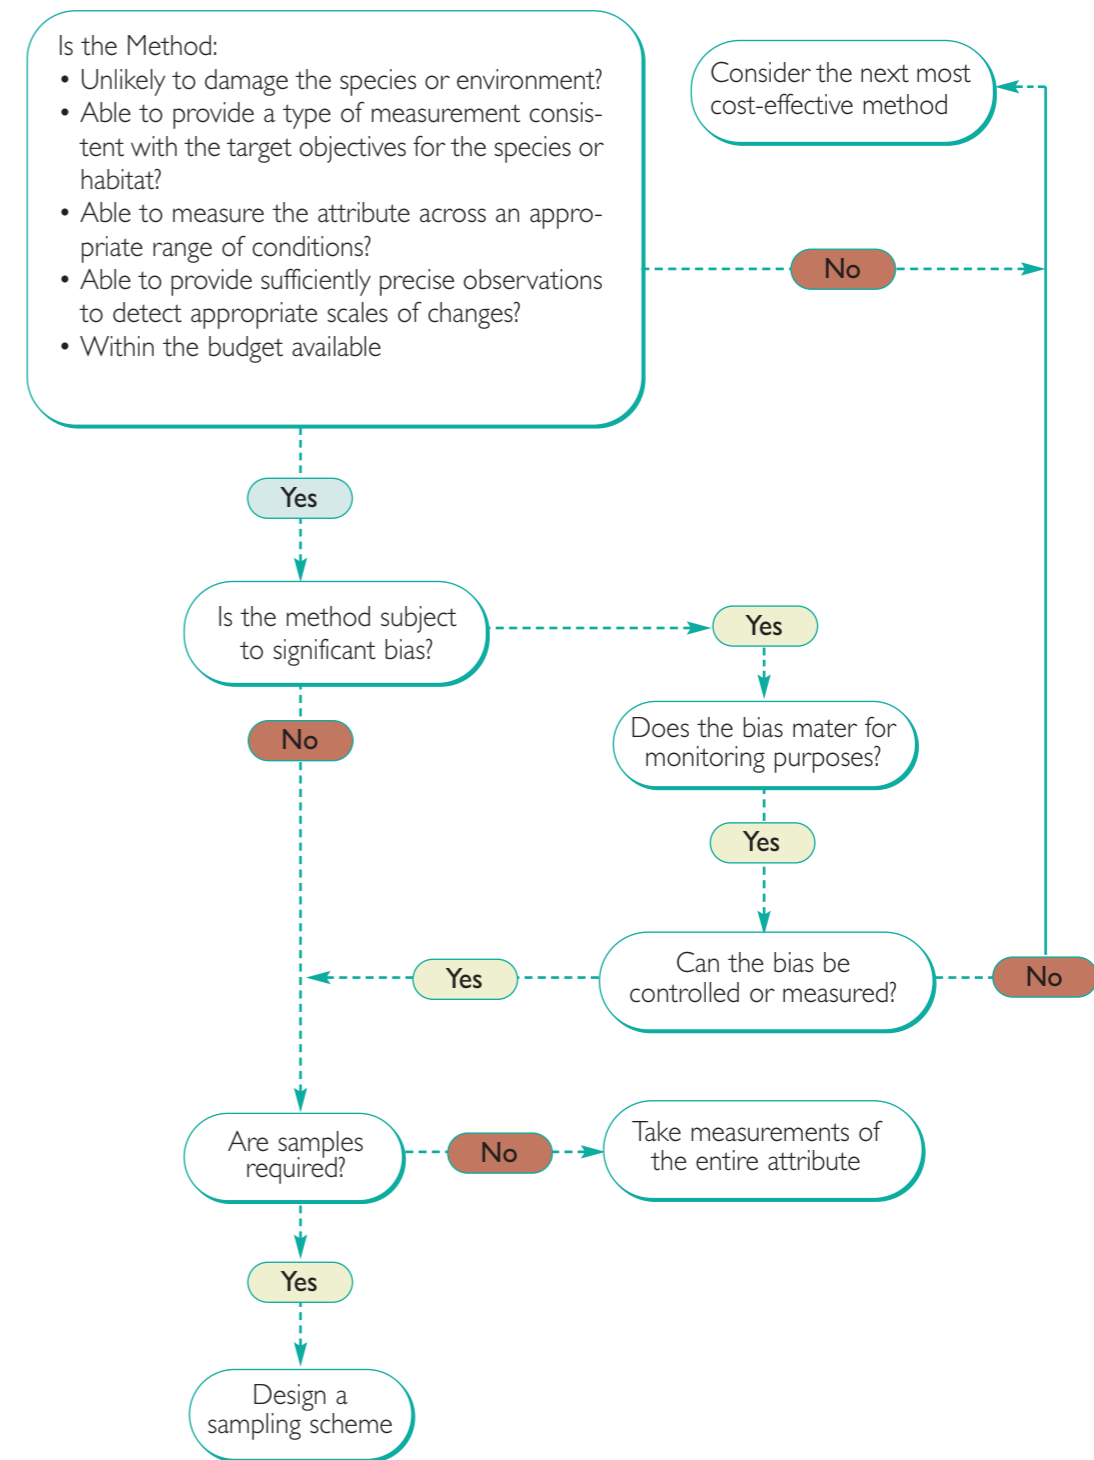 Is the Method:
• Unlikely to damage the species or environment?
• Able to provide a type of measurement consis-
tent with the target objectives for the species or
habitat?
• Able to measure the attribute across an appro-
priate range of conditions?
• Able to provide sufficiently precise observations
to detect appropriate scales of changes?
• Within the budget available
Consider the next most
cost-effective method
No
Yes
Is the method subject
to significant bias?
Yes
No
Does the bias mater for
monitoring purposes?
Yes
Can the bias be
controlled or measured?
Yes
No
Are samples
required?
No
Take measurements of
the entire attribute
Yes
Design a
sampling scheme